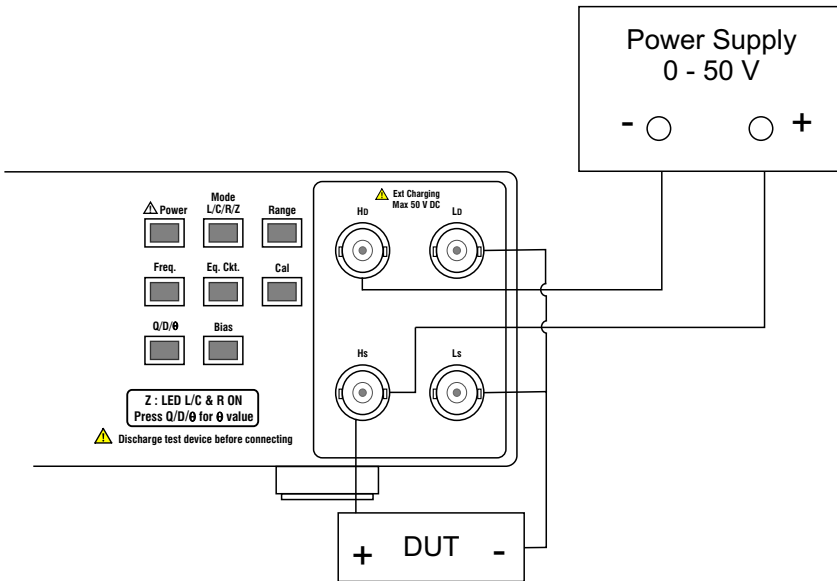 Power Supply
0 - 50 V
- +
Ext Charging
Max 50 V DC
HD LD
Power
Mode
L/C/R/Z
Range
Freq. Eq. Ckt. Cal
Q/D/θ Bias
HS LS
Z : LED L/C & R ON
Press Q/D/θ for θ value
Discharge test device before connecting
+ DUT -